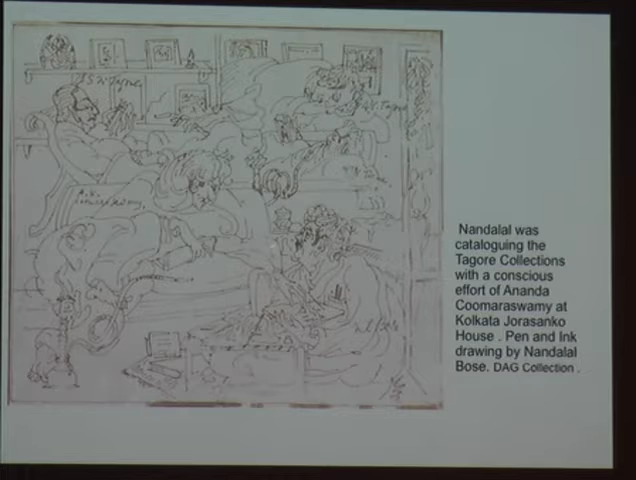 Nandalal was
cataloguing the
Tagore Collections
with a conscious
effort of Ananda
Coomaraswamy at
Kolkata Jorasanko
House . Pen and Ink
drawing by Nandalal
Bose. DAG Collection .